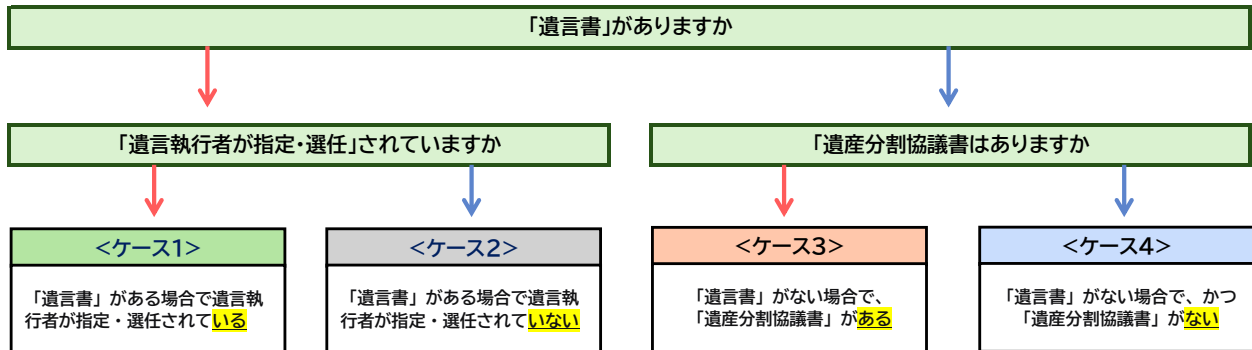 「遺言書」がありますか
「遺言執行者が指定・選任」されていますか
「遺産分割協議書はありますか
<ケース1>
「遺言書」がある場合で遺言執
行者が指定・選任されている
<ケース2>
「遺言書」がある場合で遺言執
行者が指定・選任されていない
<ケース3>
「遺言書」がない場合で、
「遺産分割協議書」がある
<ケース4>
「遺言書」がない場合で、かつ
「遺産分割協議書」がない